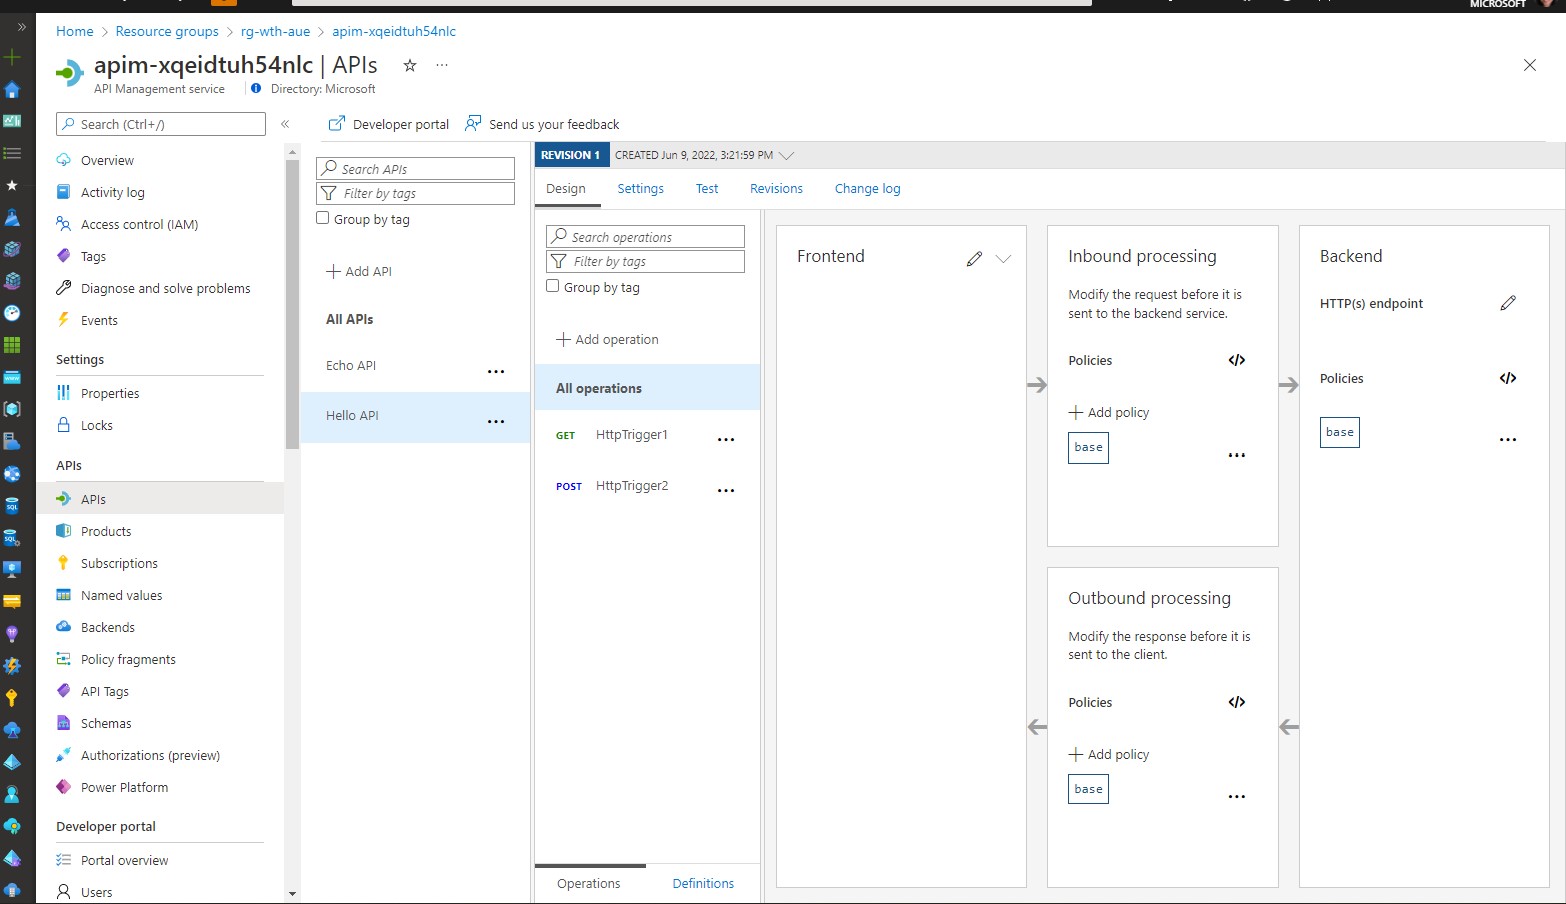 MICROSOFT
Home > Resource groups > rg-wth-aue > apim-xqeidtuh54nlc
apim-xqeidtuh54nlc | APIs
API Management service
Directory: Microsoft
Search (Ctrl+/)
Overview
Activity log
Access control (IAM)
Tags
Diagnose and solve problems
Events
Settings
Properties
Locks
APIs
APIs
Products
Subscriptions
Named values
Backends
Policy fragments
API Tags
Schemas
Authorizations (preview)
Power Platform
Developer portal
Portal overview
Users
Developer portal
Send us your feedback
Search APIs
Filter by tags
Group by tag
Add API
All APIs
Echo API
Hello API
REVISION 1
CREATED Jun 9, 2022, 3:21:59 PM
Design
Settings
Test
Revisions
Change log
Search operations
Filter by tags
Group by tag
Add operation
All operations
GET HttpTrigger1
POST HttpTrigger2
Operations
Definitions
Frontend
Inbound processing
Modify the request before it is
sent to the backend service.
Policies
</>
Add policy
base
Outbound processing
Modify the response before it is
sent to the client.
Policies
</>
Add policy
base
Backend
HTTP(s) endpoint
Policies
</>
base